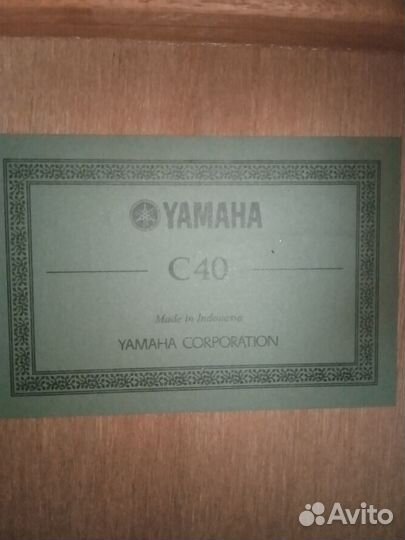 YAMAHA
C40
Made in Indonesia
YAMAHA CORPORATION
Avito